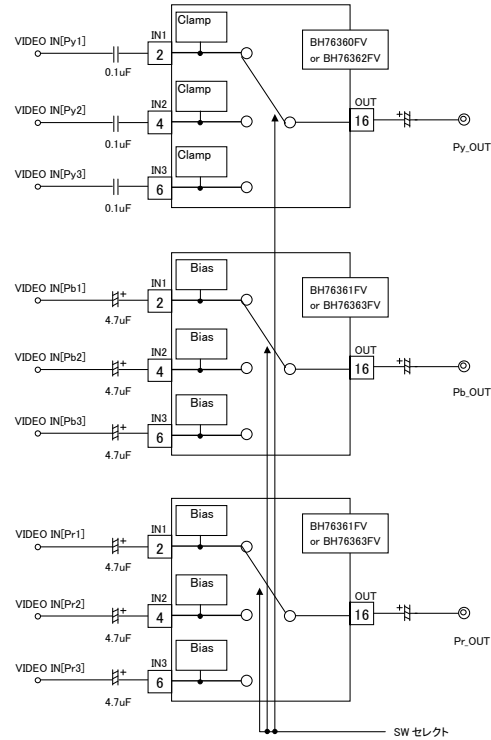 Clamp
VIDEO IN[Py1]
IN1
2
0.1uF
BH76360FV
or BH76362FV
Clamp
VIDEO IN[Py2]
IN2
4
0.1uF
OUT
16
+
Py_OUT
Clamp
VIDEO IN[Py3]
IN3
6
0.1uF
Bias
VIDEO IN[Pb1]
+
IN1
2
4.7uF
BH76361FV
or BH76363FV
Bias
VIDEO IN[Pb2]
+
IN2
4
4.7uF
OUT
16
+
Pb_OUT
Bias
VIDEO IN[Pb3]
+
IN3
6
4.7uF
Bias
VIDEO IN[Pr1]
+
IN1
2
4.7uF
BH76361FV
or BH76363FV
Bias
VIDEO IN[Pr2]
+
IN2
4
4.7uF
OUT
16
+
Pr_OUT
Bias
VIDEO IN[Pr3]
+
IN3
6
4.7uF
SW セレクト